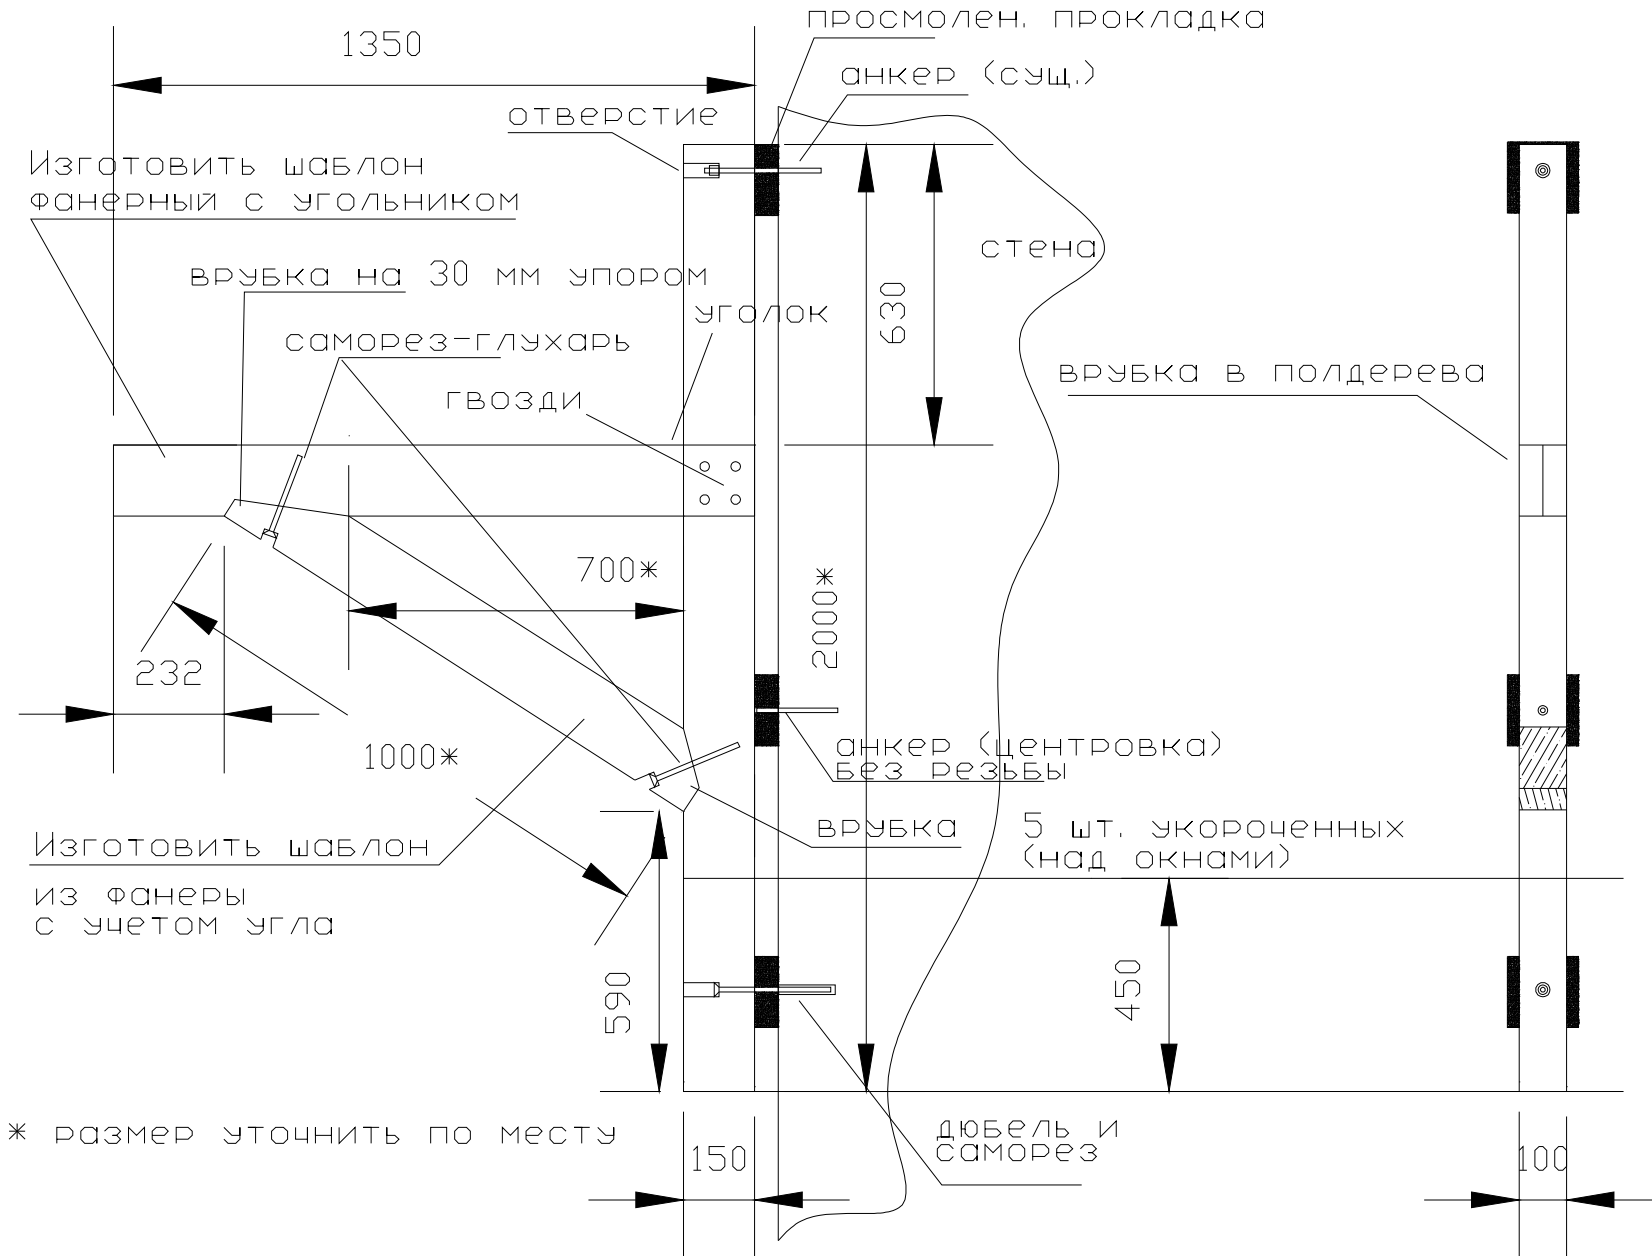 просмолен. прокладка
1350
анкер (сущ.)
отверстие
Изготовить шаблон
фанерный с угольником
стена
врубка на 30 мм упором
630
уголок
саморез-глухарь
врубка в полдерева
гвозди
700*
2000*
232
анкер (центровка)
без резьбы
1000*
врубка
5 шт. укороченных
(над окнами)
Изготовить шаблон
из фанеры
с учетом угла
590
450
* размер уточнить по месту
дюбель и
саморез
150
100